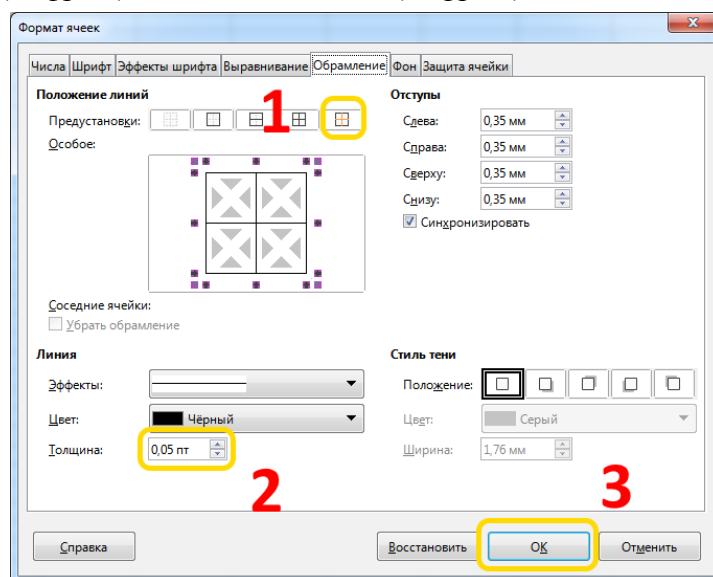 Формат ячеек
Числа Шрифт Эффекты шрифта Выравнивание Обрамление Фон Защита ячейки
Положение линий
Предустановки:
1
Особое:
Соседние ячейки:
Убрать обрамление
Отступы
Слева: 0,35 мм
Справа: 0,35 мм
Сверху: 0,35 мм
Снизу: 0,35 мм
Синхронизировать
Линия
Эффекты:
Цвет: Чёрный
Толщина: 0,05 пт
2
Стиль тени
Положение:
Цвет: Серый
Ширина: 1,76 мм
3
Справка Восстановить ОК Отменить